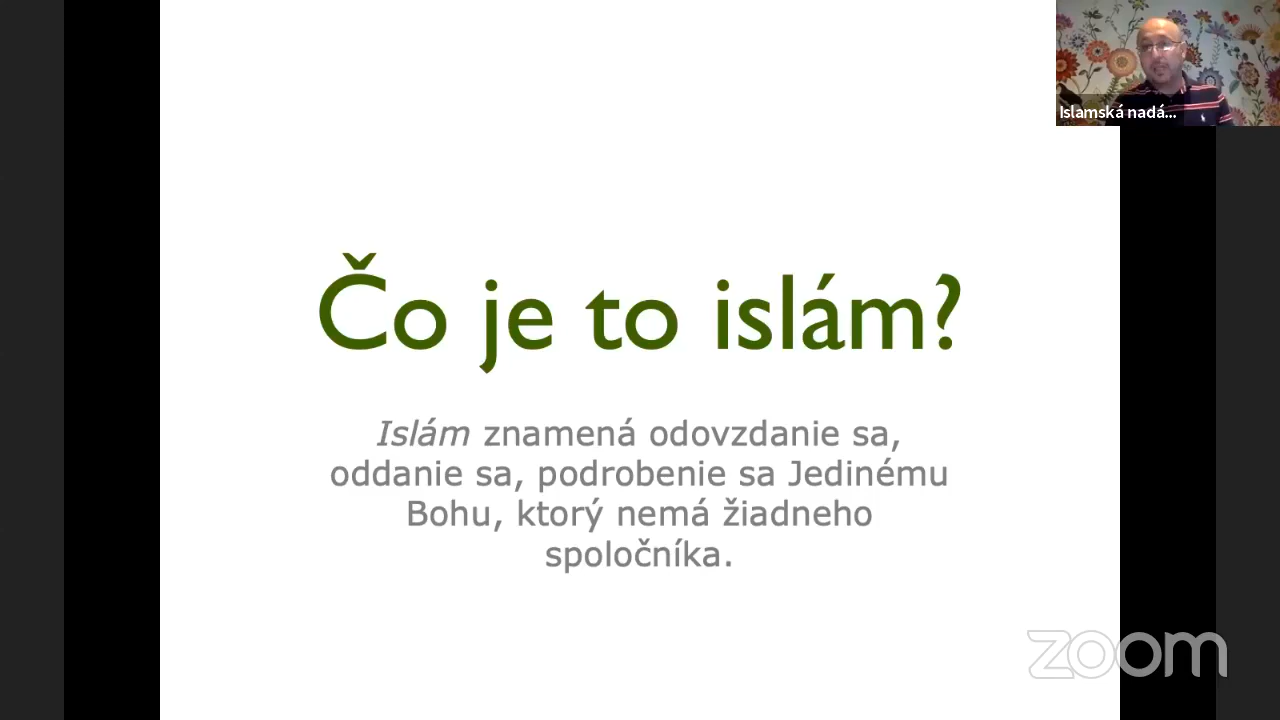 Islamská nadá...
Čo je to islám?
Islám znamená odovzdanie sa,
oddanie sa, podrobenie sa Jedinému
Bohu, ktorý nemá žiadneho
spoločníka.
zoom